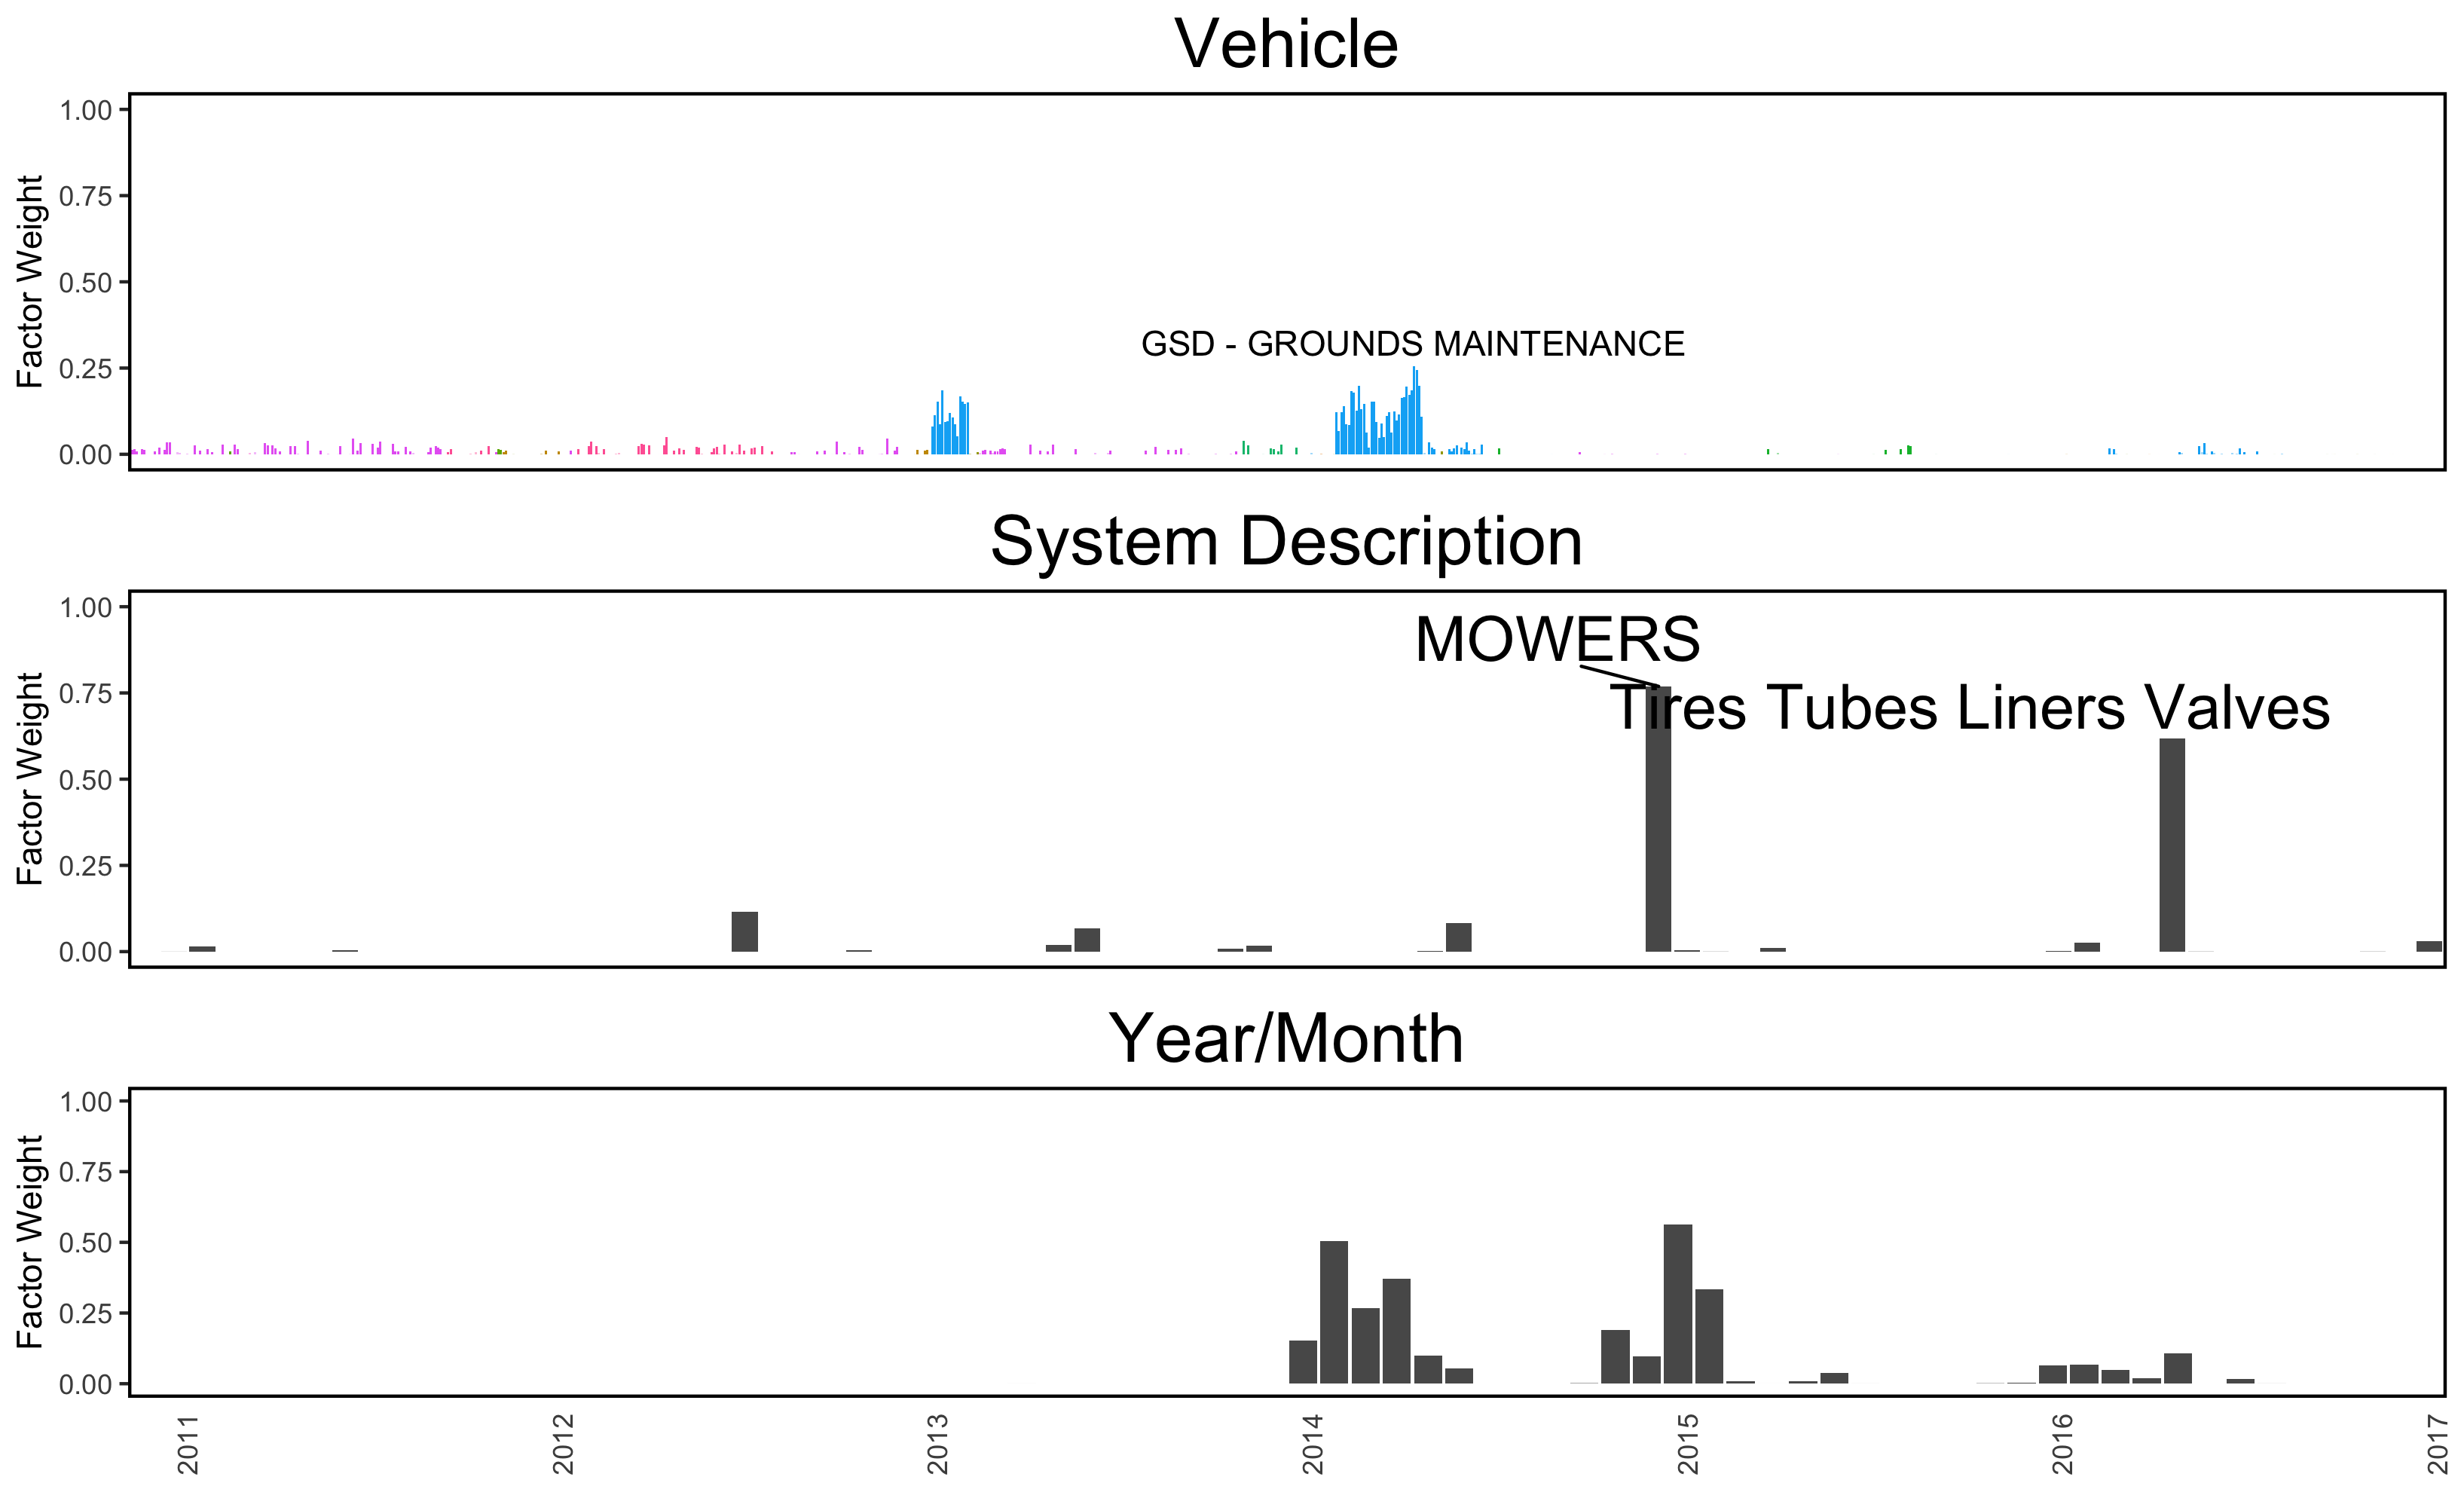 Vehicle
Factor Weight
1.00
0.75
0.50
0.25
0.00
GSD - GROUNDS MAINTENANCE
System Description
Factor Weight
1.00
0.75
0.50
0.25
0.00
MOWERS
Tires Tubes Liners Valves
Year/Month
Factor Weight
1.00
0.75
0.50
0.25
0.00
2011
2012
2013
2014
2015
2016
2017